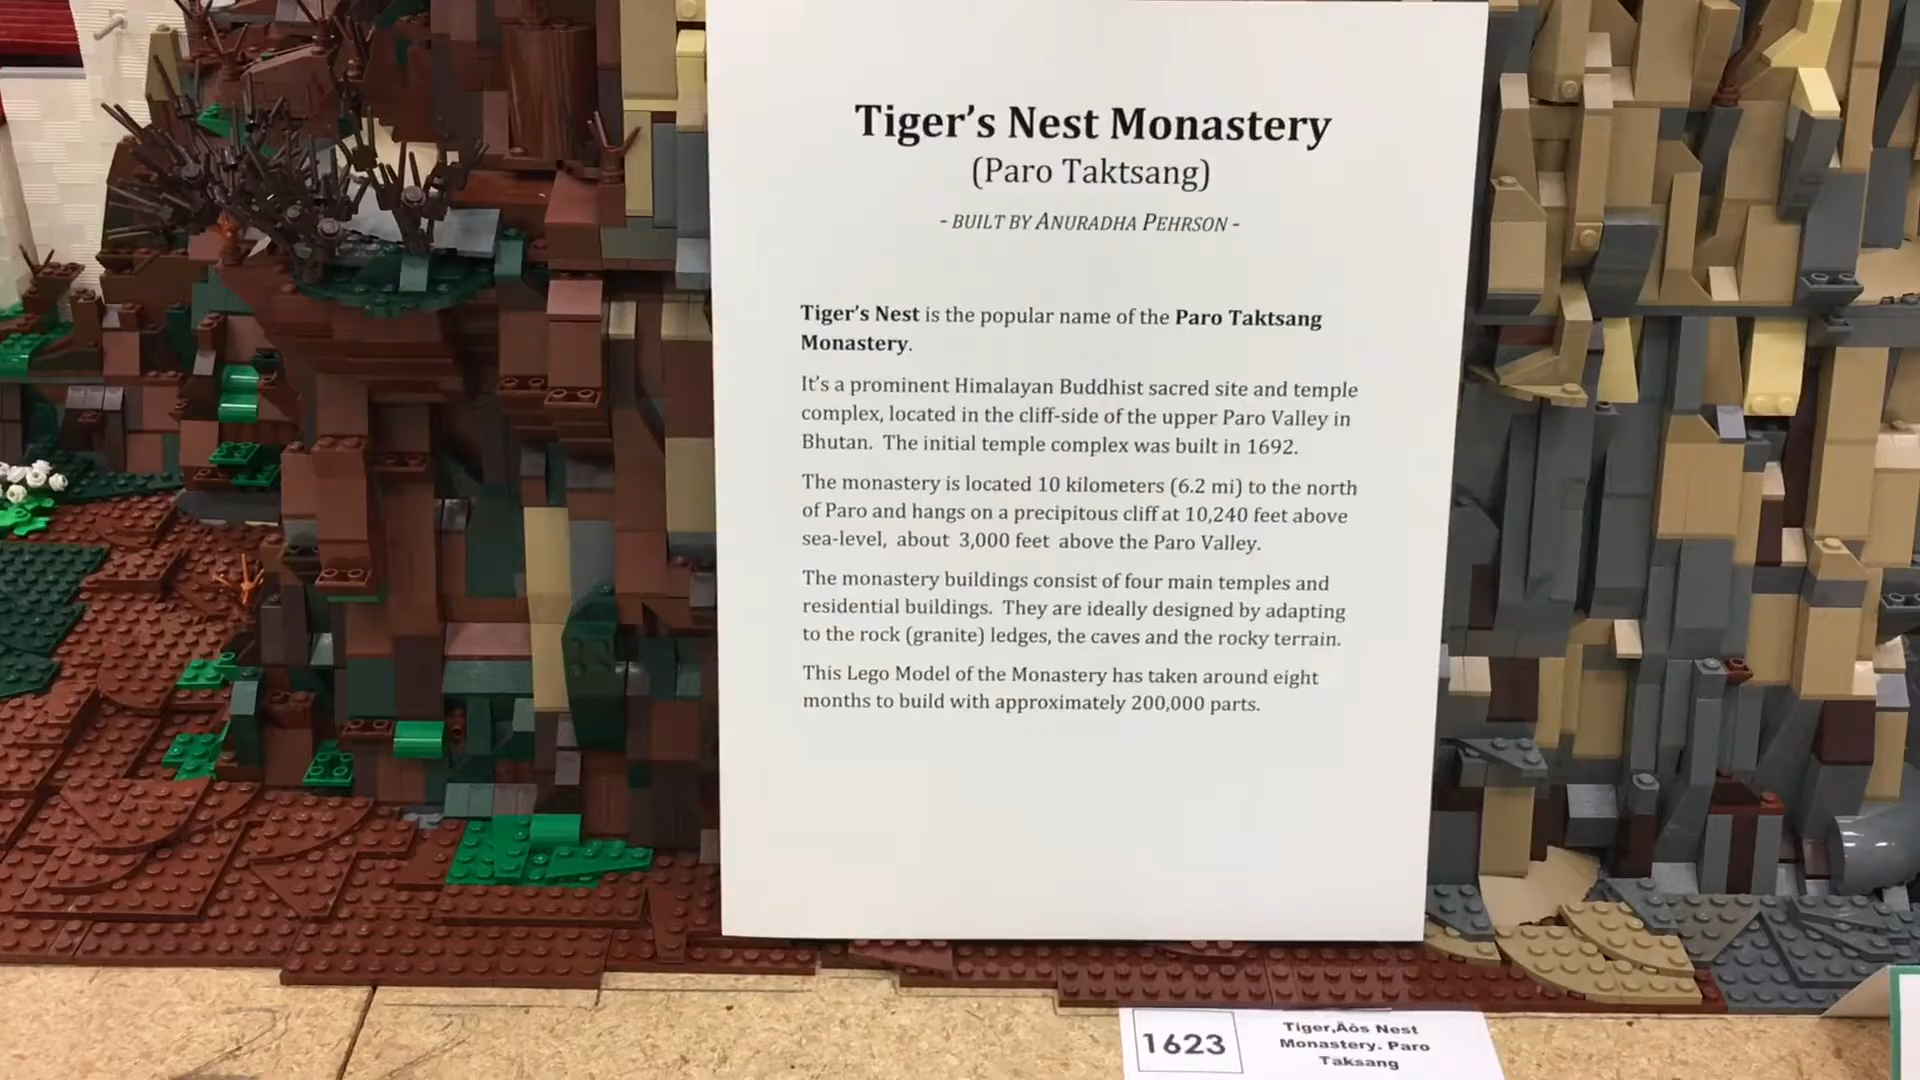 Tiger's Nest Monastery
(Paro Taktsang)
- BUILT BY ANURADHA PEHRSON -
Tiger's Nest is the popular name of the Paro Taktsang
Monastery.
It's a prominent Himalayan Buddhist sacred site and temple
complex, located in the cliff-side of the upper Paro Valley in
Bhutan. The initial temple complex was built in 1692.
The monastery is located 10 kilometers (6.2 mi) to the north
of Paro and hangs on a precipitous cliff at 10,240 feet above
sea-level, about 3,000 feet above the Paro Valley.
The monastery buildings consist of four main temples and
residential buildings. They are ideally designed by adapting
to the rock (granite) ledges, the caves and the rocky terrain.
This Lego Model of the Monastery has taken around eight
months to build with approximately 200,000 parts.
1623
Tiger‚Äôs Nest
Monastery. Paro
Taksang